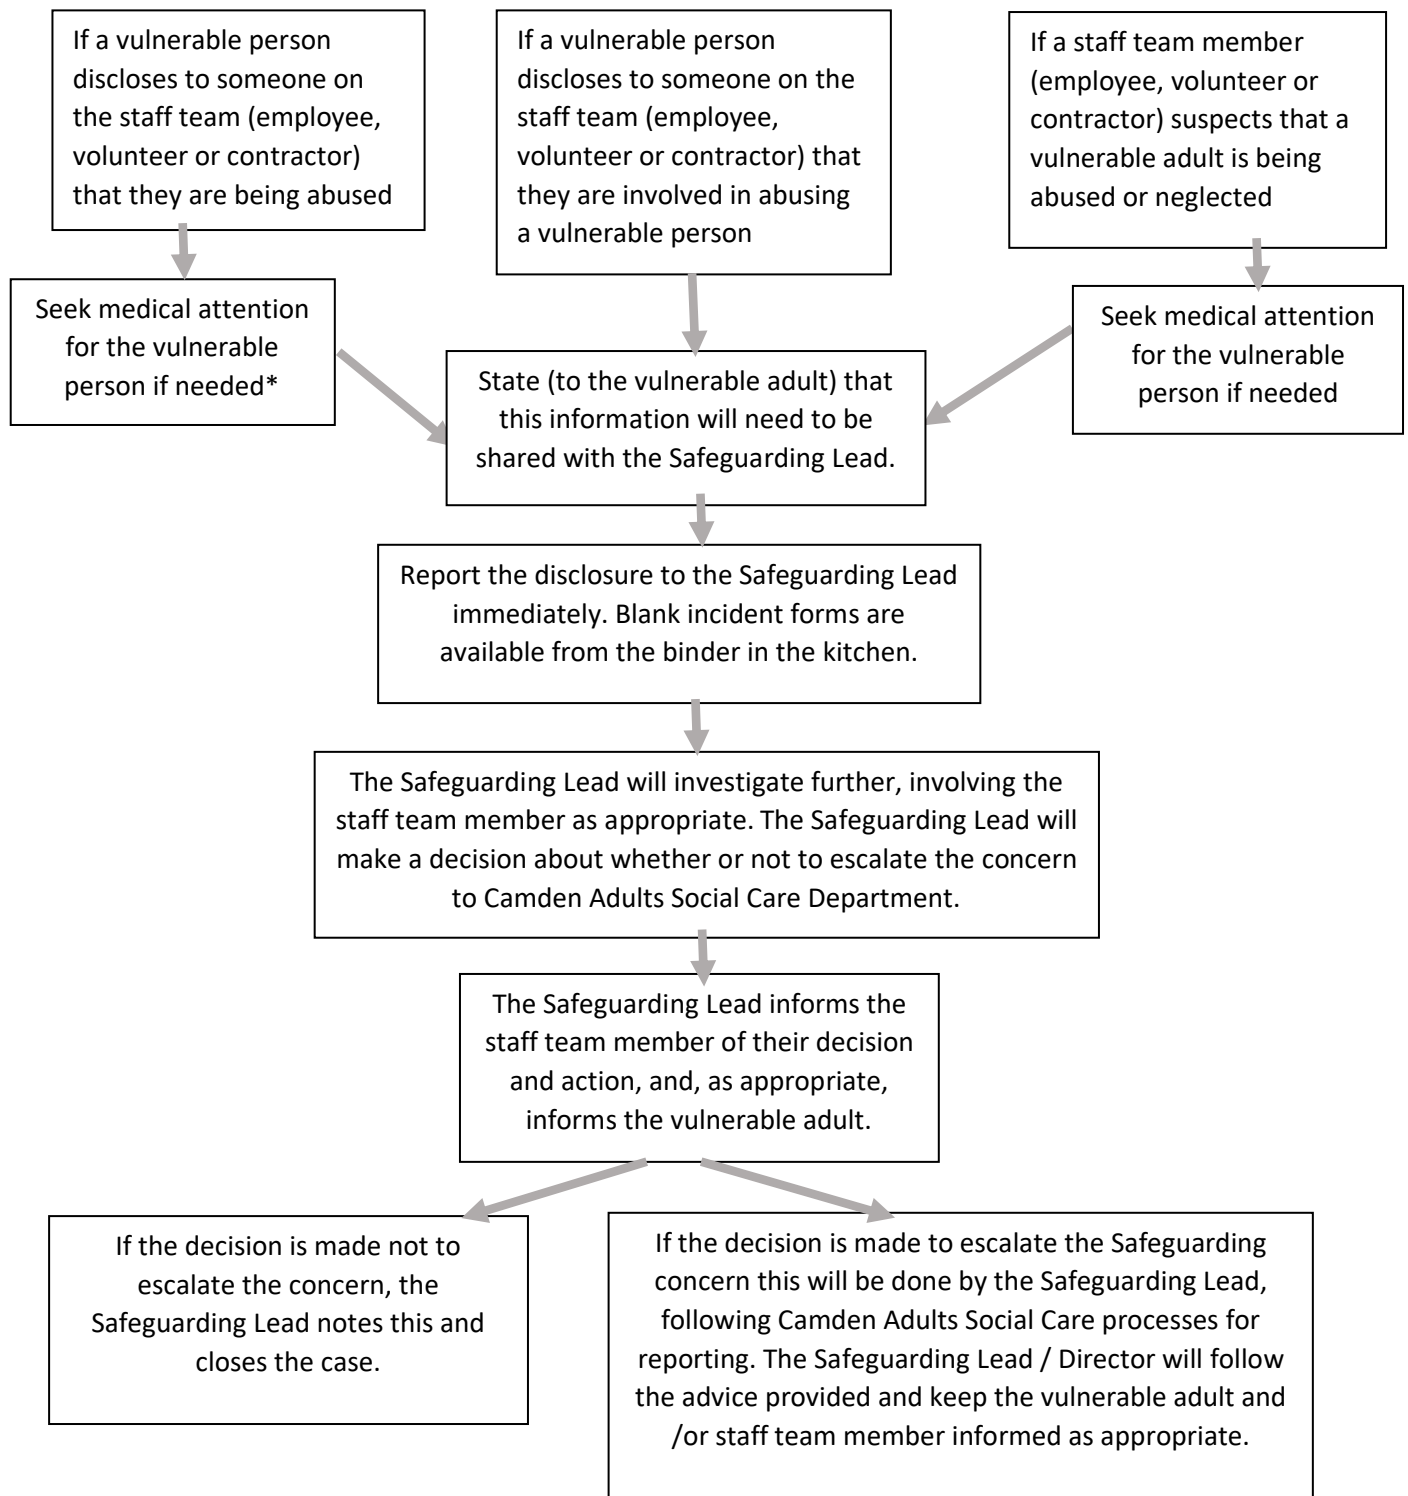 If a vulnerable person
discloses to someone on
the staff team (employee,
volunteer or contractor)
that they are being abused
If a vulnerable person
discloses to someone on the
staff team (employee,
volunteer or contractor) that
they are involved in abusing
a vulnerable person
If a staff team member
(employee, volunteer or
contractor) suspects that a
vulnerable adult is being
abused or neglected
Seek medical attention
for the vulnerable
person if needed*
Seek medical attention
for the vulnerable
person if needed
State (to the vulnerable adult) that
this information will need to be
shared with the Safeguarding Lead.
Report the disclosure to the Safeguarding Lead
immediately. Blank incident forms are
available from the binder in the kitchen.
The Safeguarding Lead will investigate further, involving the
staff team member as appropriate. The Safeguarding Lead will
make a decision about whether or not to escalate the concern
to Camden Adults Social Care Department.
The Safeguarding Lead informs the
staff team member of their decision
and action, and, as appropriate,
informs the vulnerable adult.
If the decision is made not to
escalate the concern, the
Safeguarding Lead notes this and
closes the case.
If the decision is made to escalate the Safeguarding
concern this will be done by the Safeguarding Lead,
following Camden Adults Social Care processes for
reporting. The Safeguarding Lead / Director will follow
the advice provided and keep the vulnerable adult and
/or staff team member informed as appropriate.